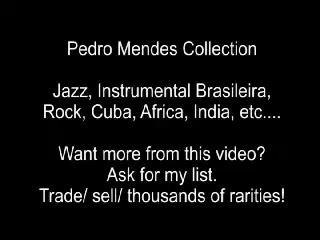 Pedro Mendes Collection
Jazz, Instrumental Brasileira,
Rock, Cuba, Africa, India, etc....
Want more from this video?
Ask for my list.
Trade/ sell/ thousands of rarities!